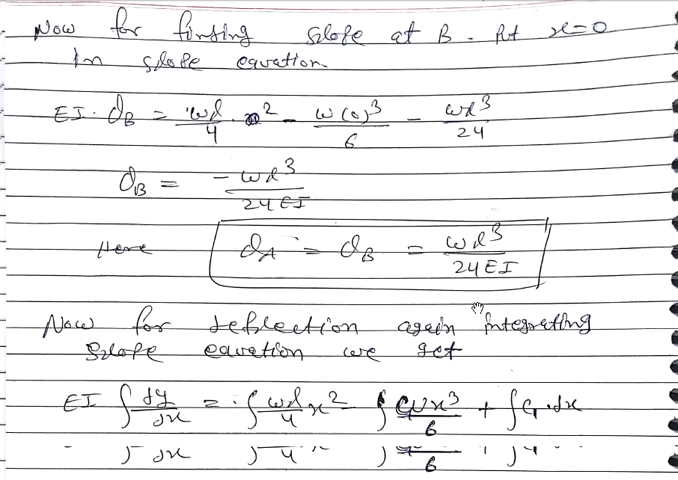 Now for finding slope at B. Put x=0
In slope equation.
EI. θB = wl/4 . 0² - w(0)³/6 - wl³/24
θB = -wl³/24EI
Here θA = θB = wl³/24EI
Now for deflection again integrating
slope equation we get
EI ∫ dy/dx = ∫ wl/4 x² - ∫ wx³/6 + ∫ C₁.dx